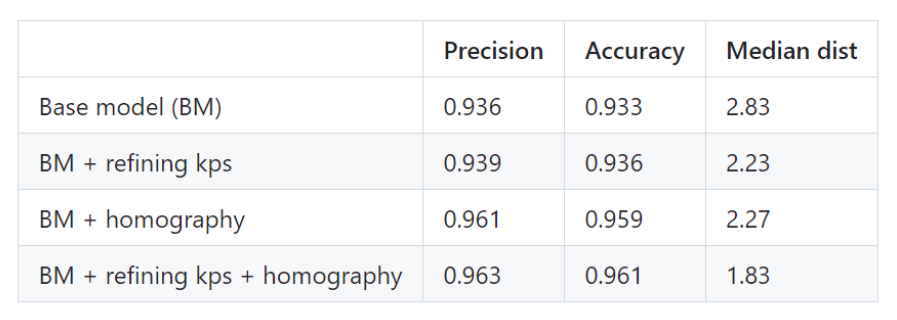 Precision Accuracy Median dist
Base model (BM) 0.936 0.933 2.83
BM + refining kps 0.939 0.936 2.23
BM + homography 0.961 0.959 2.27
BM + refining kps + homography 0.963 0.961 1.83